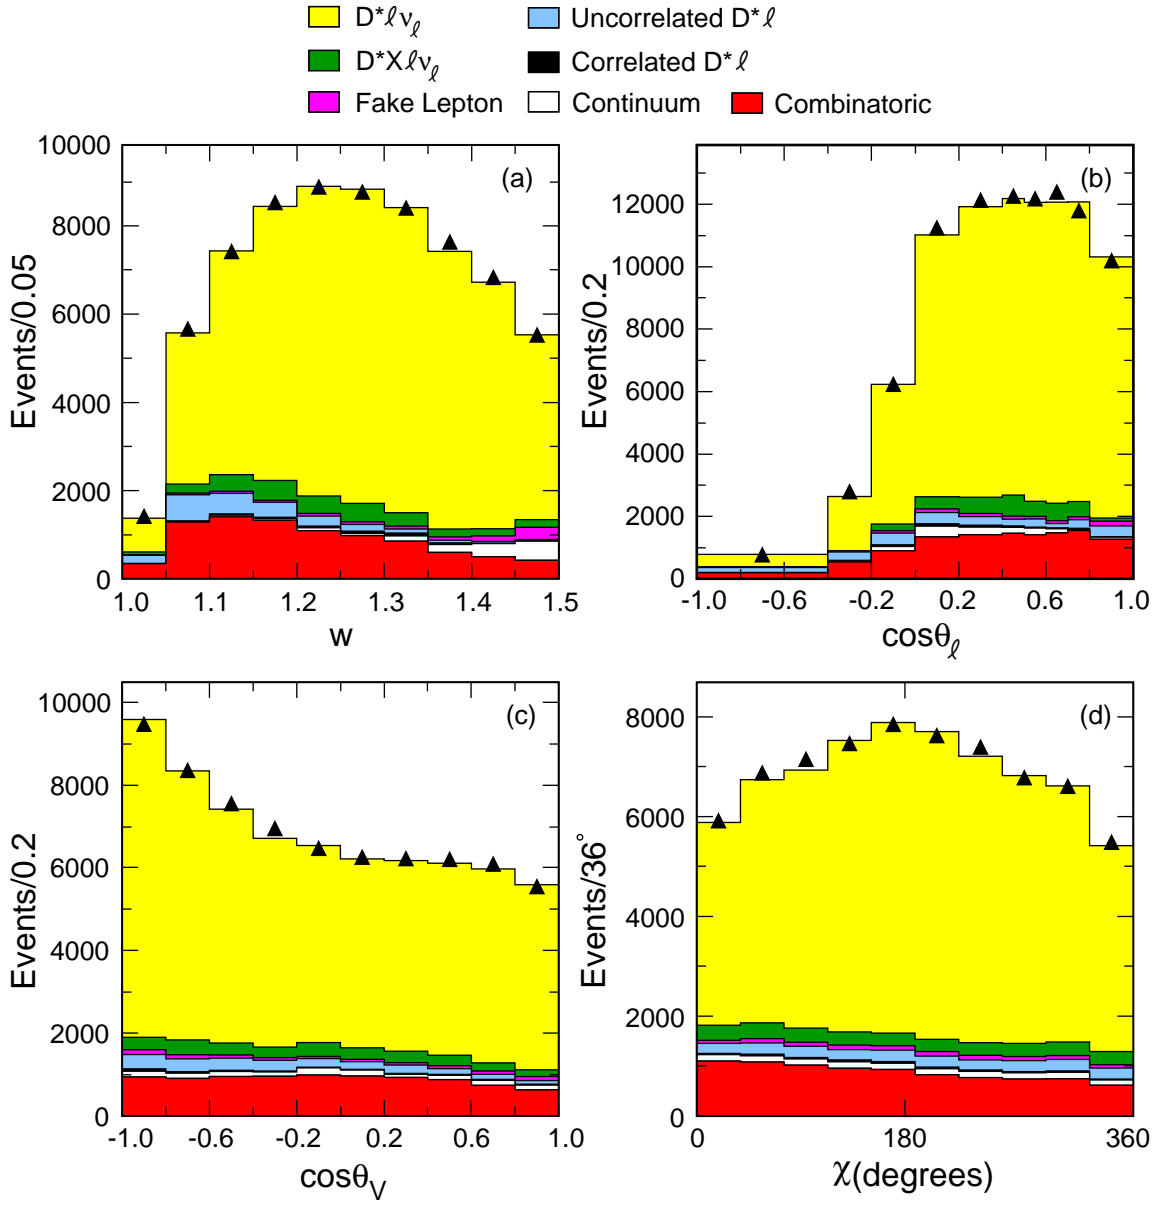 D*ℓν_ℓ Uncorrelated D*ℓ
D*Xℓν_ℓ Correlated D*ℓ
Fake Lepton Continuum Combinatoric
(a)
Events/0.05
10000
8000
6000
4000
2000
0
1.0 1.1 1.2 1.3 1.4 1.5
w
(b)
Events/0.2
12000
10000
8000
6000
4000
2000
0
-1.0 -0.6 -0.2 0.2 0.6 1.0
cosθ_ℓ
(c)
Events/0.2
10000
8000
6000
4000
2000
0
-1.0 -0.6 -0.2 0.2 0.6 1.0
cosθ_V
(d)
Events/36°
8000
6000
4000
2000
0
0 180 360
χ(degrees)